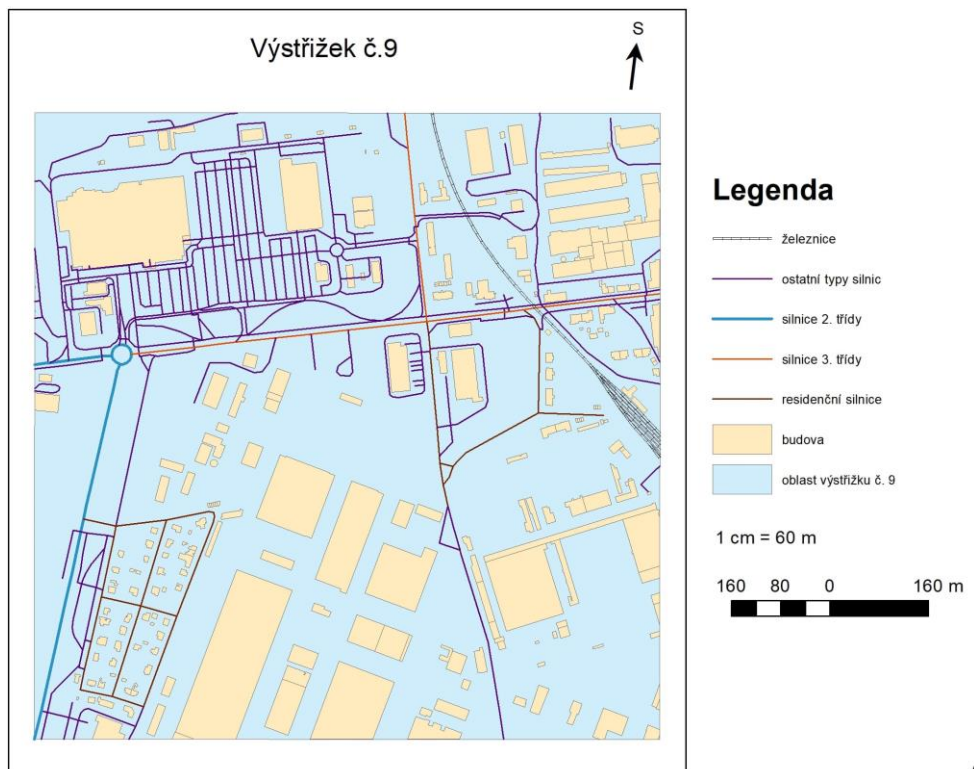 Výstřižek č.9
S
Legenda
železnice
ostatní typy silnic
silnice 2. třídy
silnice 3. třídy
residenční silnice
budova
oblast výstřižku č. 9
1 cm = 60 m
160 80 0 160 m